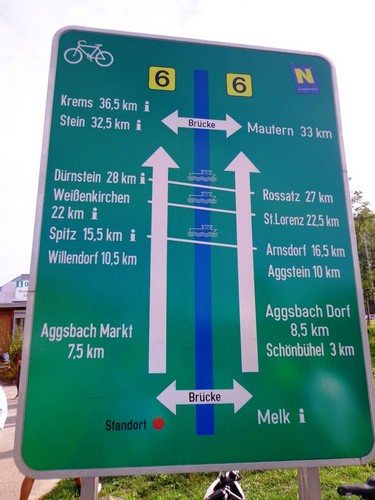 6 6 N
Krems 36,5 km i
Stein 32,5 km i
Brücke
Mautern 33 km
Dürnstein 28 km i
Weißenkirchen
22 km i
Rossatz 27 km
St.Lorenz 22,5 km
Spitz 15,5 km i
Willendorf 10,5 km
Arnsdorf 16,5 km
Aggstein 10 km
Aggsbach Markt
7,5 km
Aggsbach Dorf
8,5 km
Schönbühel 3 km
Brücke
Standort
Melk i